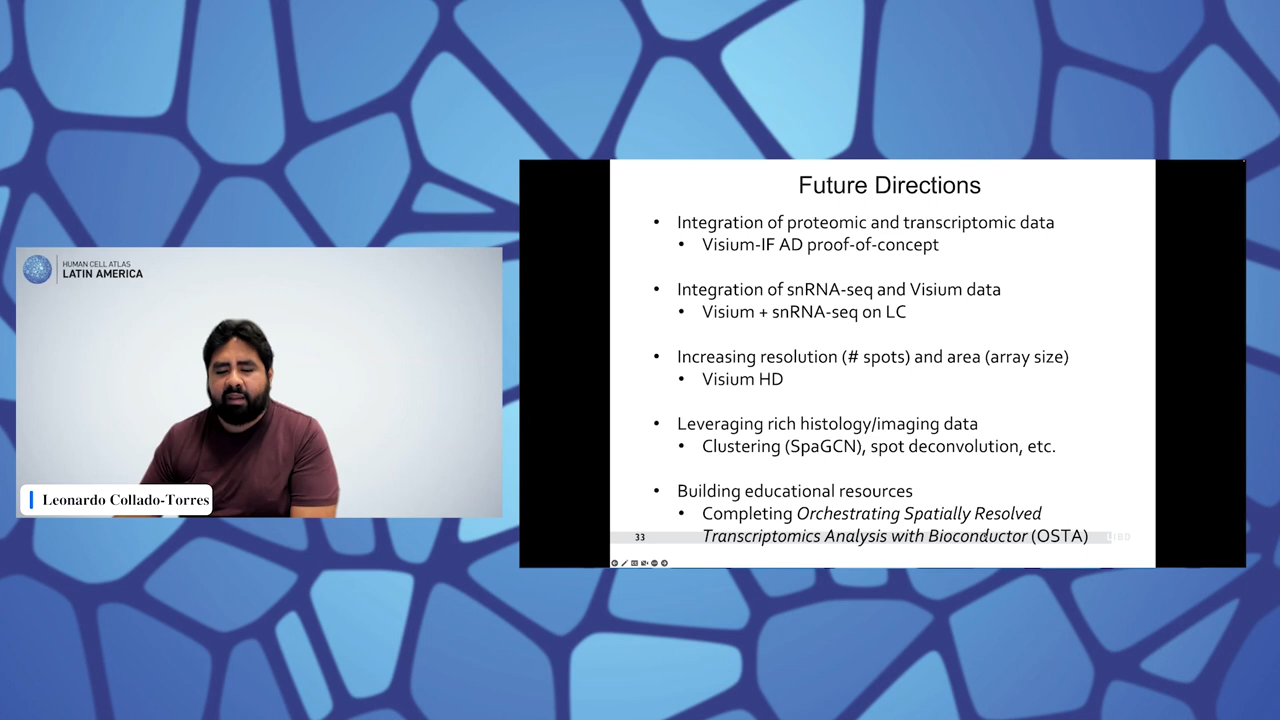 HUMAN CELL ATLAS
LATIN AMERICA
Leonardo Collado-Torres
Future Directions
• Integration of proteomic and transcriptomic data
• Visium-IF AD proof-of-concept
• Integration of snRNA-seq and Visium data
• Visium + snRNA-seq on LC
• Increasing resolution (# spots) and area (array size)
• Visium HD
• Leveraging rich histology/imaging data
• Clustering (SpaGCN), spot deconvolution, etc.
• Building educational resources
• Completing Orchestrating Spatially Resolved
Transcriptomics Analysis with Bioconductor (OSTA)
33